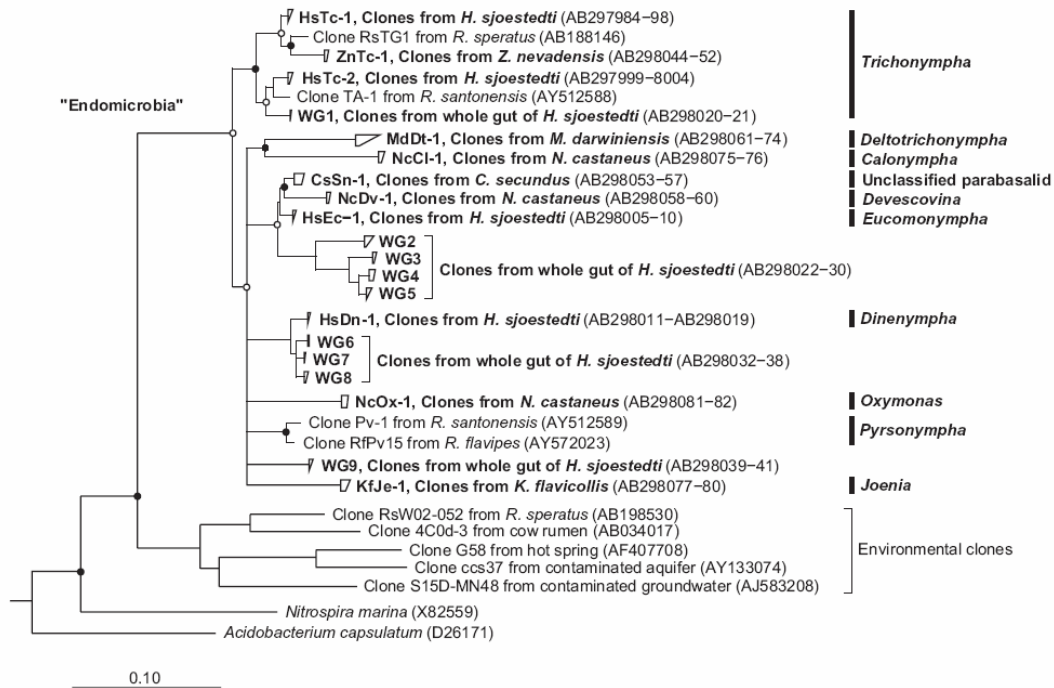 HsTc-1, Clones from H. sjoestedti (AB297984−98)
Clone RsTG1 from R. speratus (AB188146)
ZnTc-1, Clones from Z. nevadensis (AB298044−52)
Trichonympha
HsTc-2, Clones from H. sjoestedti (AB297999−8004)
"Endomicrobia"
Clone TA-1 from R. santonensis (AY512588)
WG1, Clones from whole gut of H. sjoestedti (AB298020−21)
MdDt-1, Clones from M. darwiniensis (AB298061−74)
Deltotrichonympha
NcCl-1, Clones from N. castaneus (AB298075−76)
Calonympha
CsSn-1, Clones from C. secundus (AB298053−57)
Unclassified parabasalid
NcDv-1, Clones from N. castaneus (AB298058−60)
Devescovina
HsEc−1, Clones from H. sjoestedti (AB298005−10)
Eucomonympha
WG2
WG3
WG4
WG5
Clones from whole gut of H. sjoestedti (AB298022−30)
HsDn-1, Clones from H. sjoestedti (AB298011−AB298019)
Dinenympha
WG6
WG7
WG8
Clones from whole gut of H. sjoestedti (AB298032−38)
NcOx-1, Clones from N. castaneus (AB298081−82)
Oxymonas
Clone Pv-1 from R. santonensis (AY512589)
Clone RfPv15 from R. flavipes (AY572023)
Pyrsonympha
WG9, Clones from whole gut of H. sjoestedti (AB298039−41)
KfJe-1, Clones from K. flavicollis (AB298077−80)
Joenia
Clone RsW02-052 from R. speratus (AB198530)
Clone 4C0d-3 from cow rumen (AB034017)
Clone G58 from hot spring (AF407708)
Environmental clones
Clone ccs37 from contaminated aquifer (AY133074)
Clone S15D-MN48 from contaminated groundwater (AJ583208)
Nitrospira marina (X82559)
Acidobacterium capsulatum (D26171)
0.10